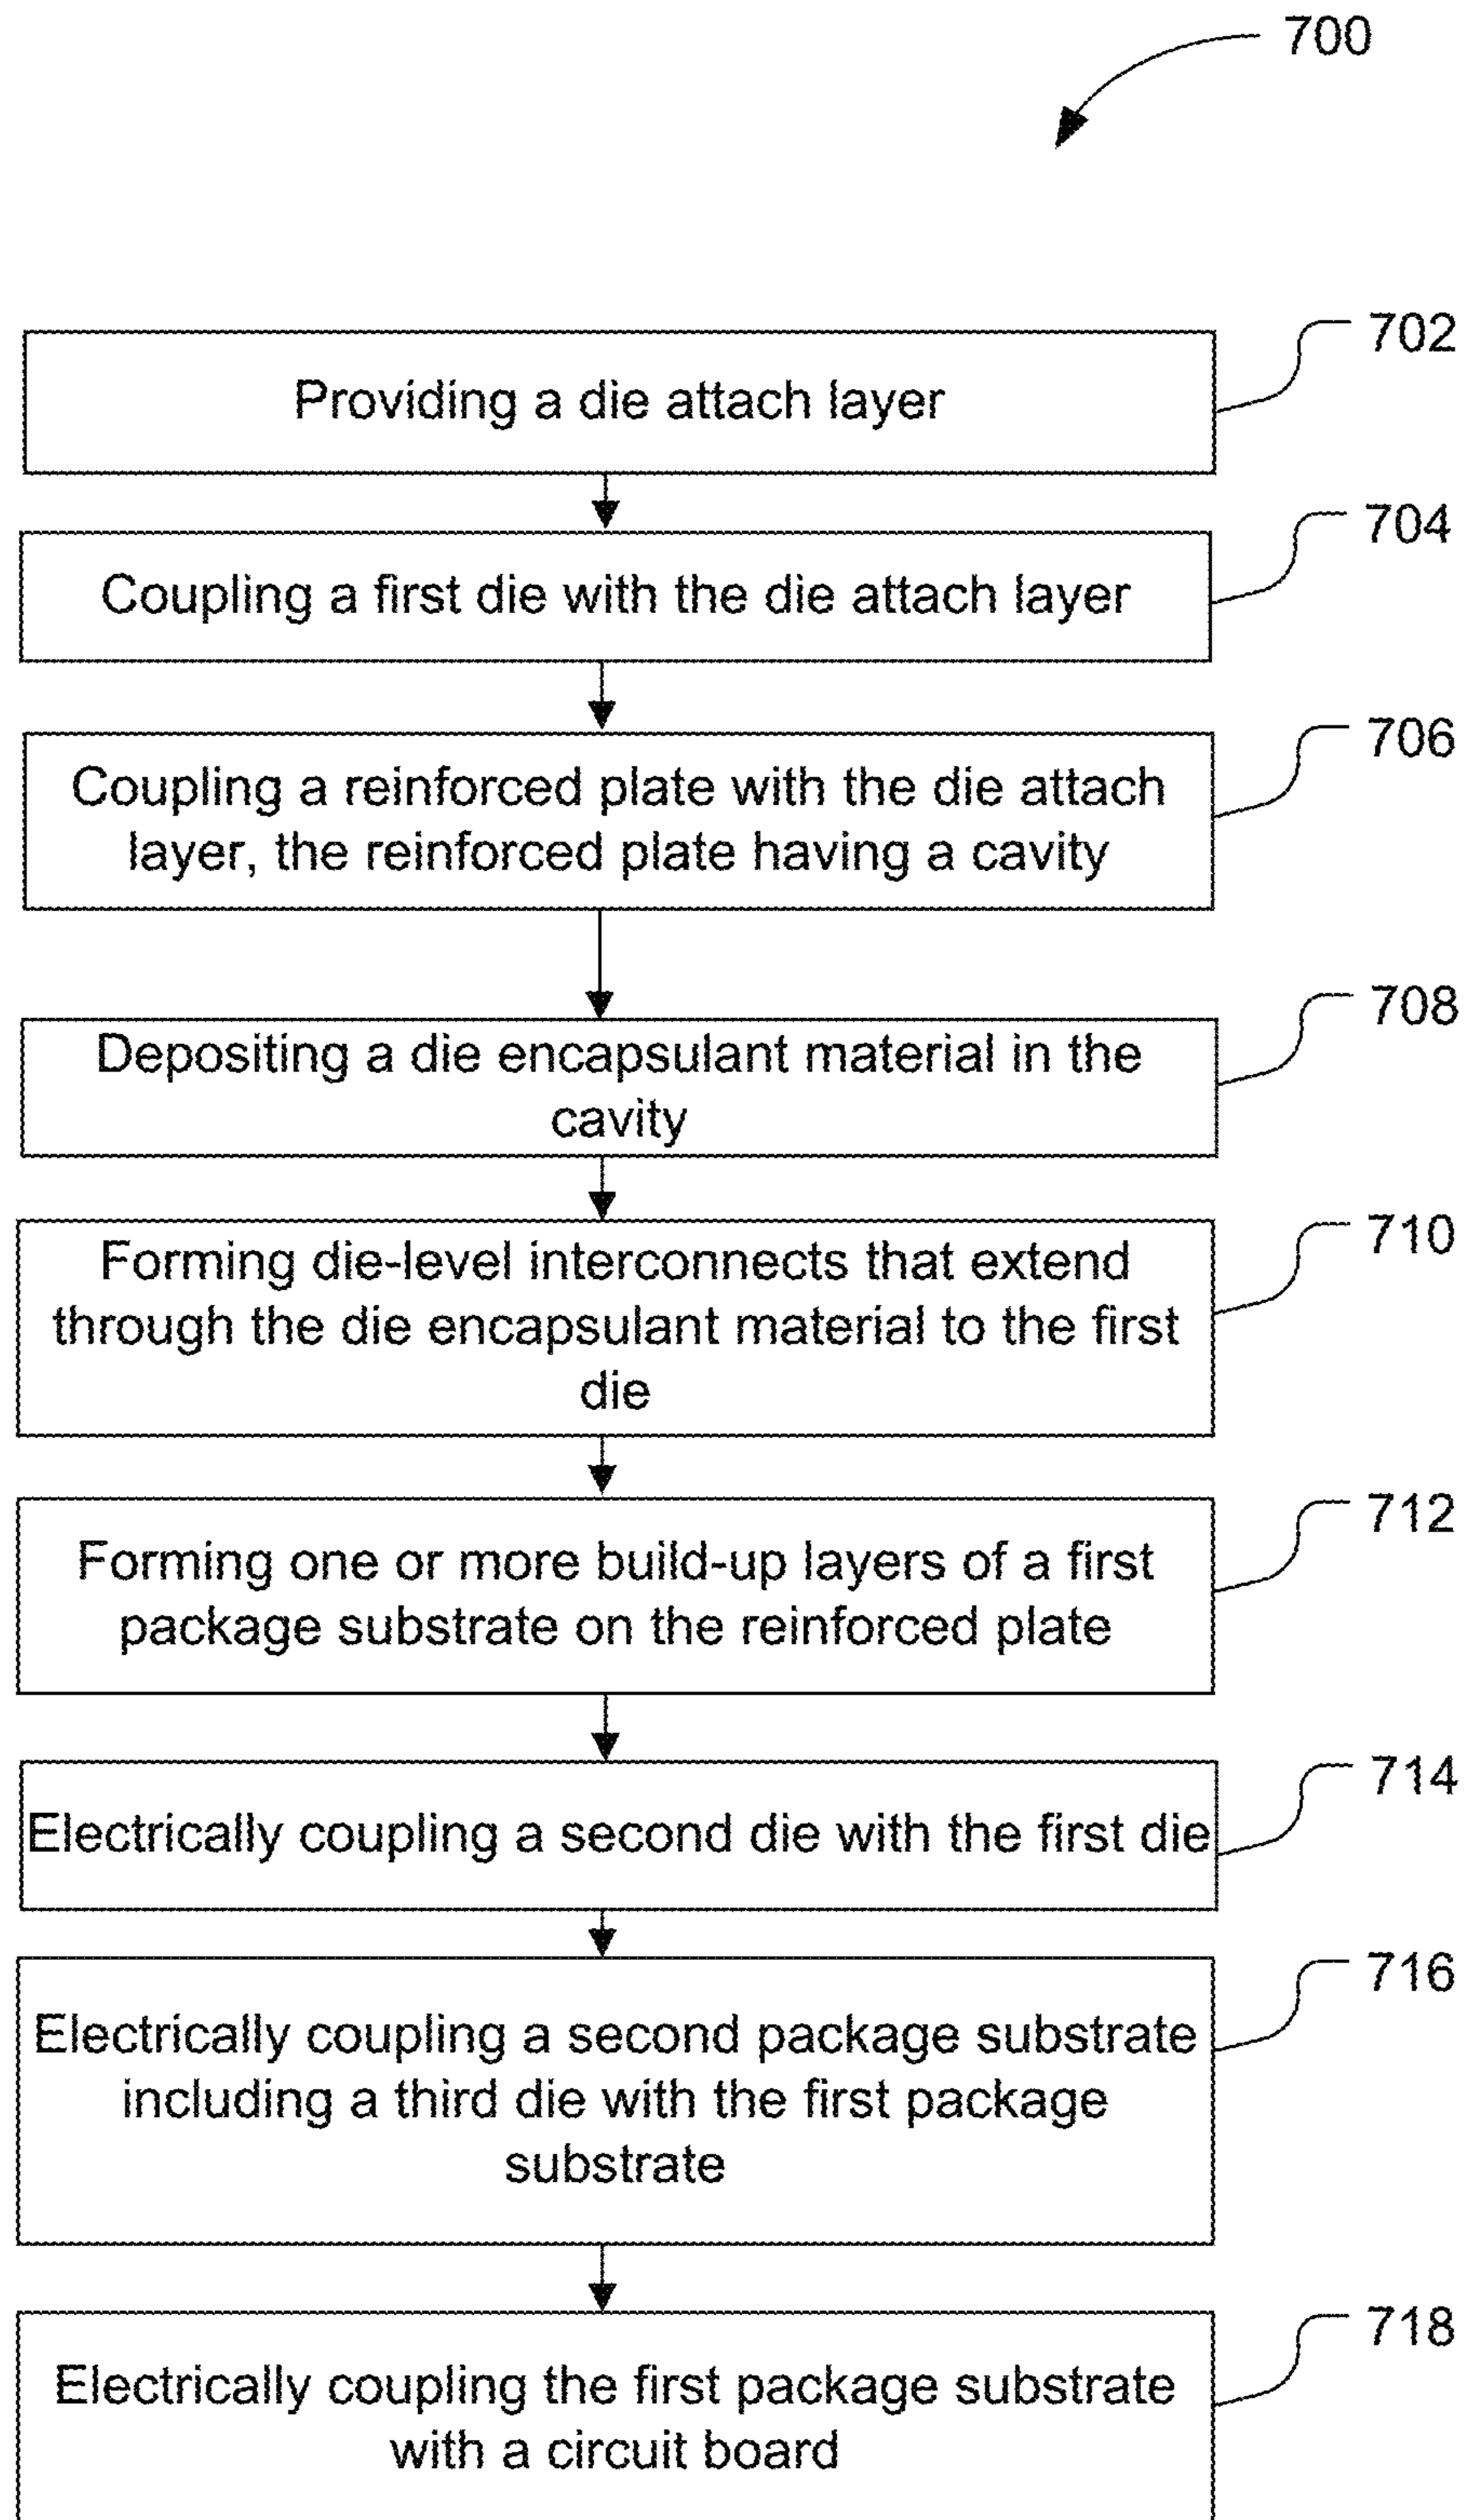 700
702
Providing a die attach layer
704
Coupling a first die with the die attach layer
706
Coupling a reinforced plate with the die attach
layer, the reinforced plate having a cavity
708
Depositing a die encapsulant material in the
cavity
710
Forming die-level interconnects that extend
through the die encapsulant material to the first
die
712
Forming one or more build-up layers of a first
package substrate on the reinforced plate
714
Electrically coupling a second die with the first die
716
Electrically coupling a second package substrate
including a third die with the first package
substrate
718
Electrically coupling the first package substrate
with a circuit board